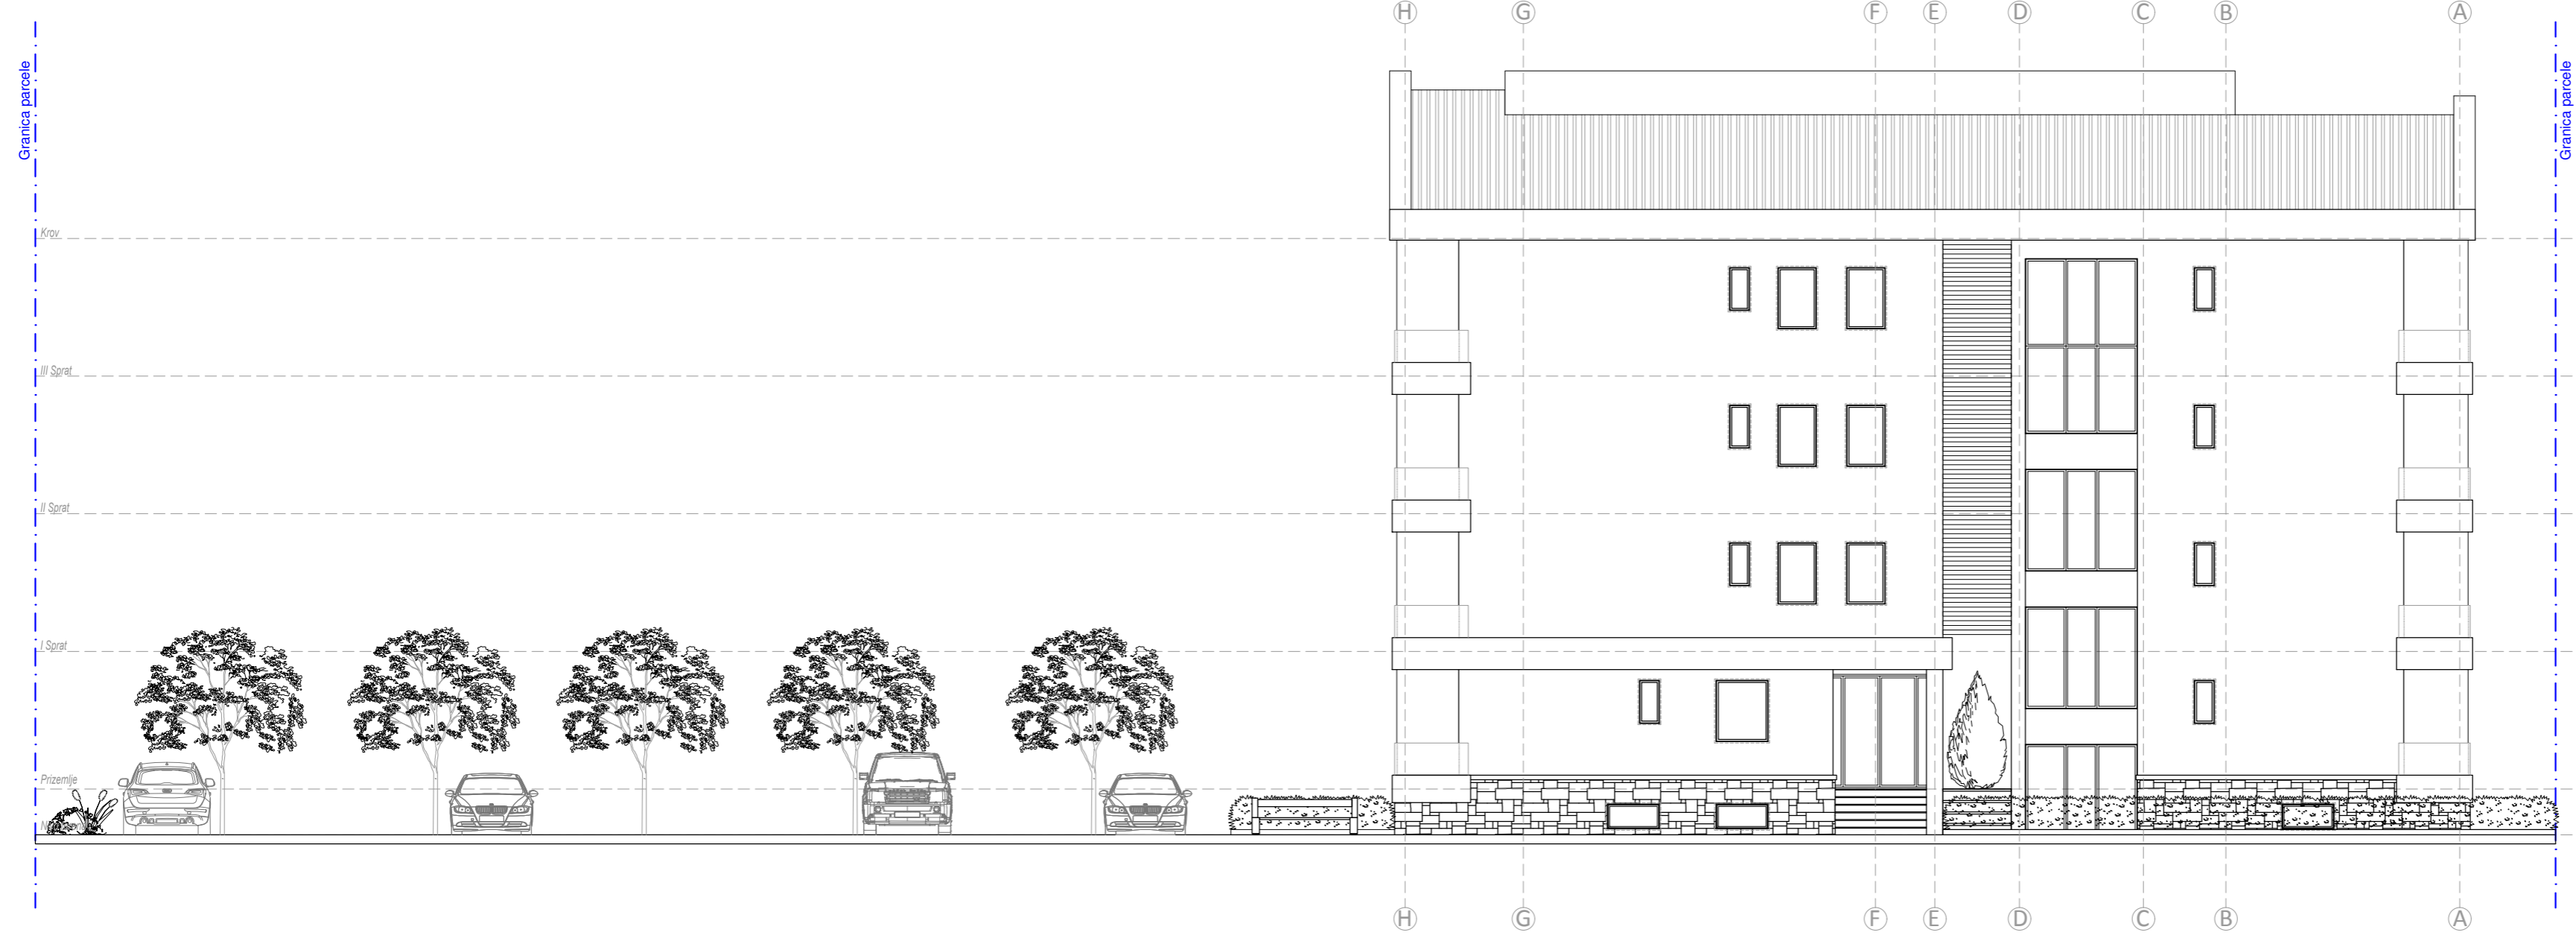 H G F E D C B A
Granica parcele
Granica parcele
Krov
III Sprat
II Sprat
I Sprat
Prizemlje
H G F E D C B A